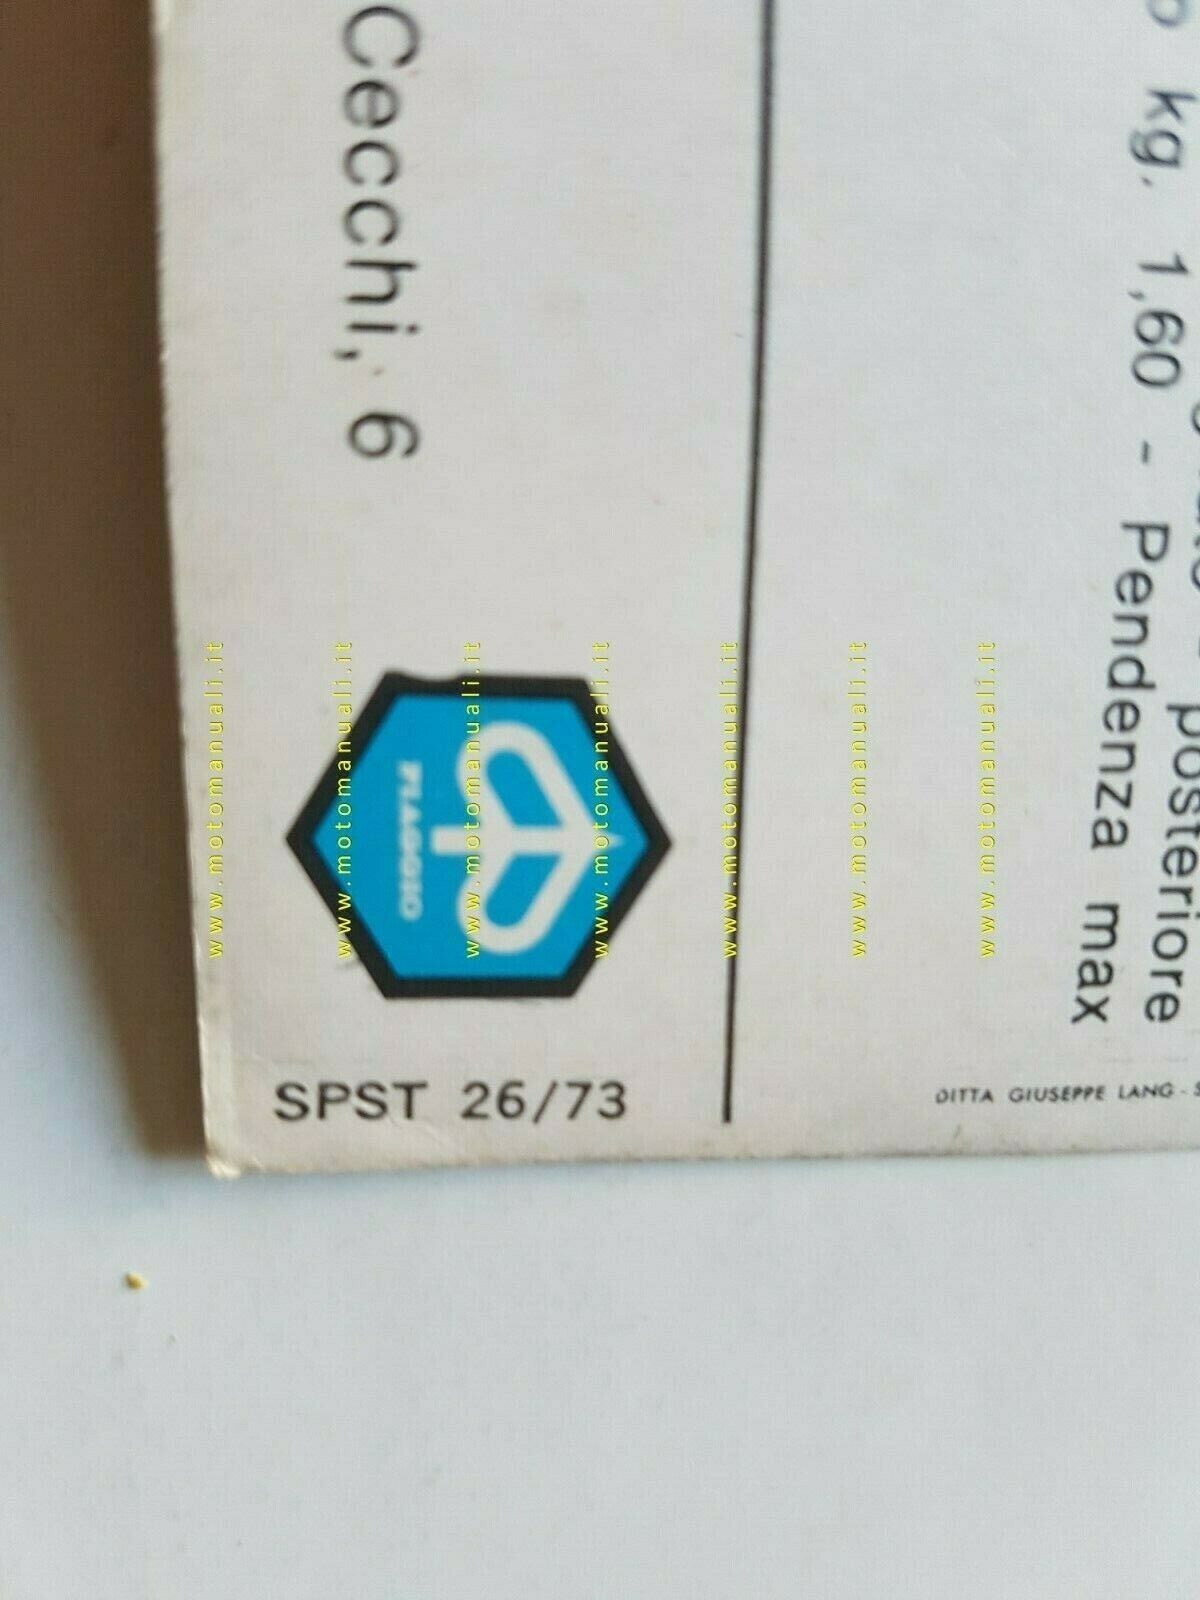 posteriore
kg. 1,60 - Pendenza max
Cecchi, 6
PIAGGIO
SPST 26/73
DITTA GIUSEPPE LANG -
www.motomanuali.it
www.motomanuali.it
www.motomanuali.it
www.motomanuali.it
www.motomanuali.it
www.motomanuali.it
www.motomanuali.it